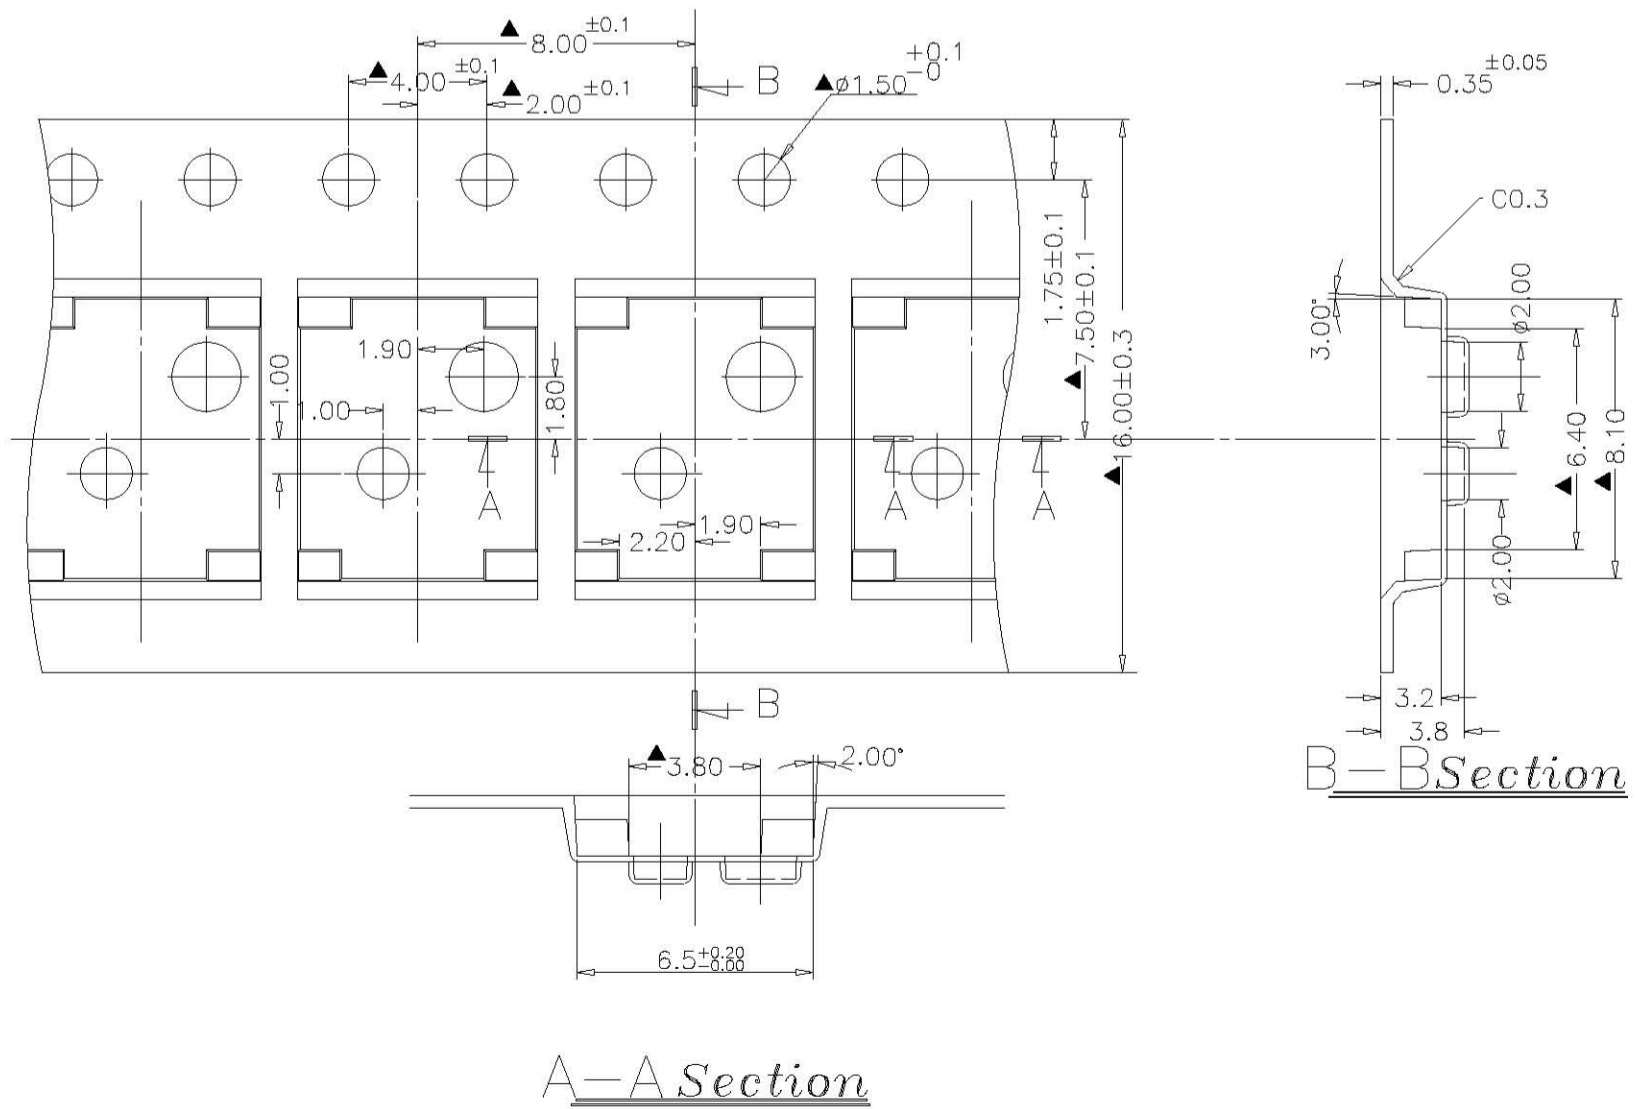 ▲8.00±0.1
▲4.00±0.1
▲2.00±0.1
B
▲ø1.50+0.1
-0
0.35±0.05
C0.3
1.75±0.1
▲7.50±0.1
▲16.00±0.3
3.00°
ø2.00
1.90
1.00
1.80
1.00
▲6.40
▲8.10
A
A
A
1.90
2.20
ø2.00
B
3.2
3.8
B-B Section
▲3.80
2.00°
6.5+0.20
-0.00
A-A Section